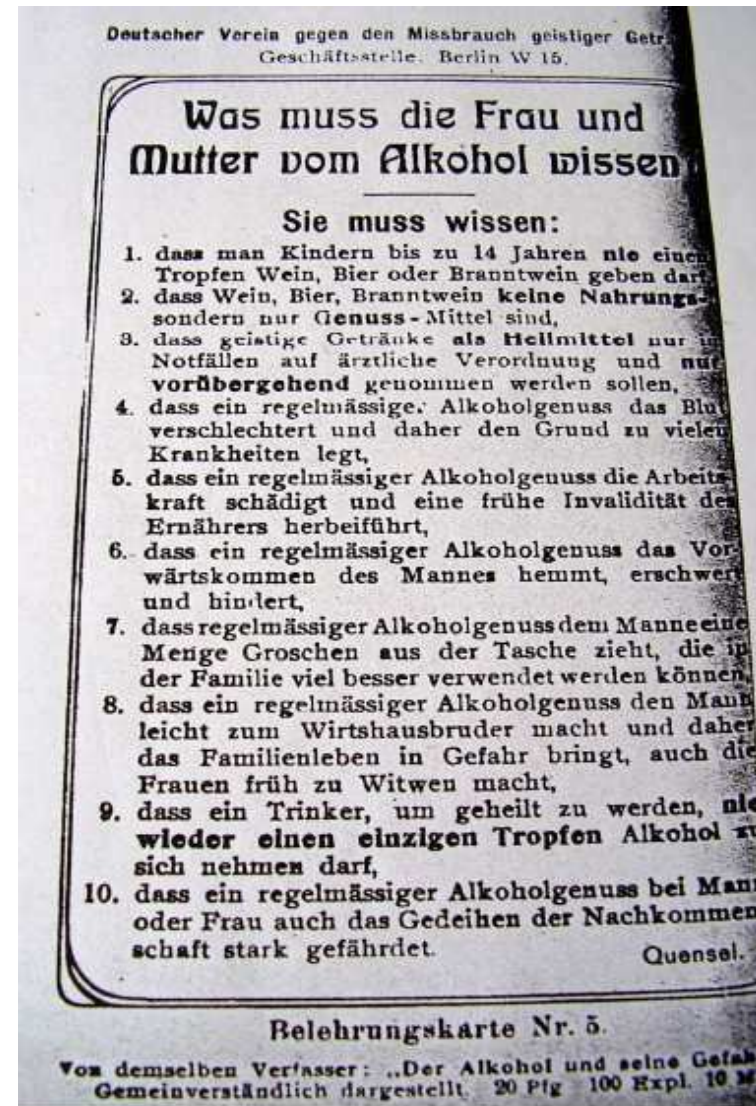 Deutscher Verein gegen den Missbrauch geistiger Getr
Geschäftsstelle. Berlin W 15.
Was muss die Frau und
Mutter vom Alkohol wissen
Sie muss wissen:
1. dass man Kindern bis zu 14 Jahren nie einen
Tropfen Wein, Bier oder Branntwein geben darf
2. dass Wein, Bier, Branntwein keine Nahrungs-
sondern nur Genuss-Mittel sind,
3. dass geistige Getränke als Heilmittel nur in
Notfällen auf ärztliche Verordnung und nur
vorübergehend genommen werden sollen,
4. dass ein regelmässiger Alkoholgenuss das Blut
verschlechtert und daher den Grund zu vielen
Krankheiten legt,
5. dass ein regelmässiger Alkoholgenuss die Arbeits
kraft schädigt und eine frühe Invalidität des
Ernährers herbeiführt,
6. dass ein regelmässiger Alkoholgenuss das Vor-
wärtskommen des Mannes hemmt, erschwert
und hindert,
7. dass regelmässiger Alkoholgenuss dem Manne eine
Menge Groschen aus der Tasche zieht, die in
der Familie viel besser verwendet werden können,
8. dass ein regelmässiger Alkoholgenuss den Mann
leicht zum Wirtshausbruder macht und daher
das Familienleben in Gefahr bringt, auch die
Frauen früh zu Witwen macht,
9. dass ein Trinker, um geheilt zu werden, nie
wieder einen einzigen Tropfen Alkohol zu
sich nehmen darf,
10. dass ein regelmässiger Alkoholgenuss bei Mann
oder Frau auch das Gedeihen der Nachkommen
schaft stark gefährdet.
Quensel.
Belehrungskarte Nr. 5.
Von demselben Verfasser: „Der Alkohol und seine Gefah
Gemeinverständlich dargestellt 20 Pfg 100 Expl. 10 M